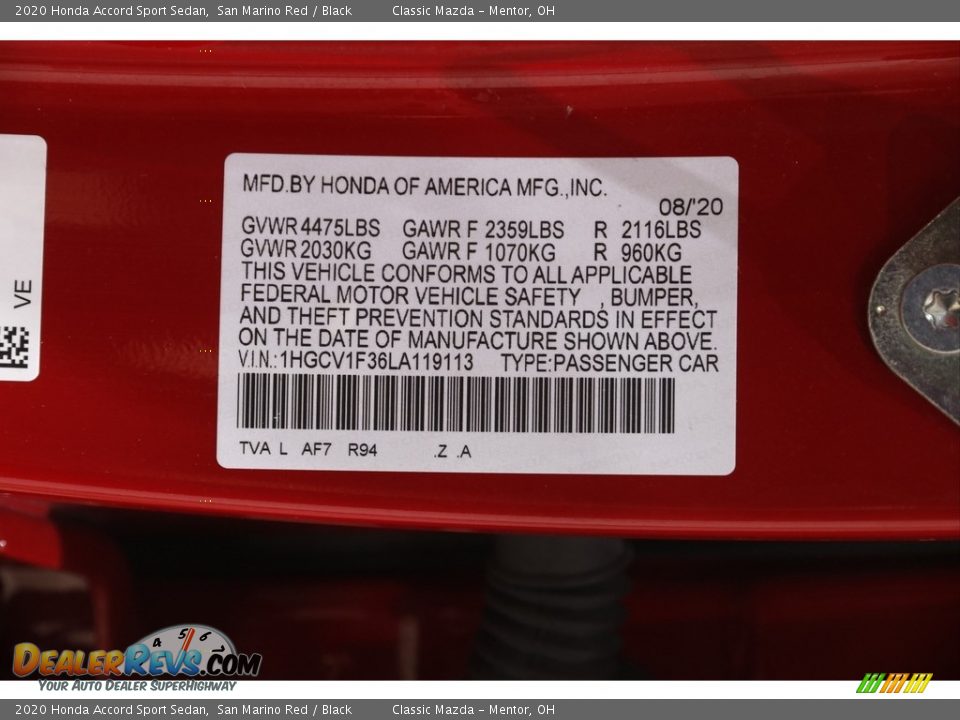 2020 Honda Accord Sport Sedan, San Marino Red / Black Classic Mazda - Mentor, OH
VE
MFD.BY HONDA OF AMERICA MFG.,INC.
08/'20
GVWR 4475LBS GAWR F 2359LBS R 2116LBS
GVWR 2030KG GAWR F 1070KG R 960KG
THIS VEHICLE CONFORMS TO ALL APPLICABLE
FEDERAL MOTOR VEHICLE SAFETY , BUMPER,
AND THEFT PREVENTION STANDARDS IN EFFECT
ON THE DATE OF MANUFACTURE SHOWN ABOVE.
V.I.N.:1HGCV1F36LA119113 TYPE:PASSENGER CAR
TVA L AF7 R94 .Z .A
4 5 6
DEALERREVS.COM
YOUR AUTO DEALER SUPERHIGHWAY
2020 Honda Accord Sport Sedan, San Marino Red / Black Classic Mazda - Mentor, OH